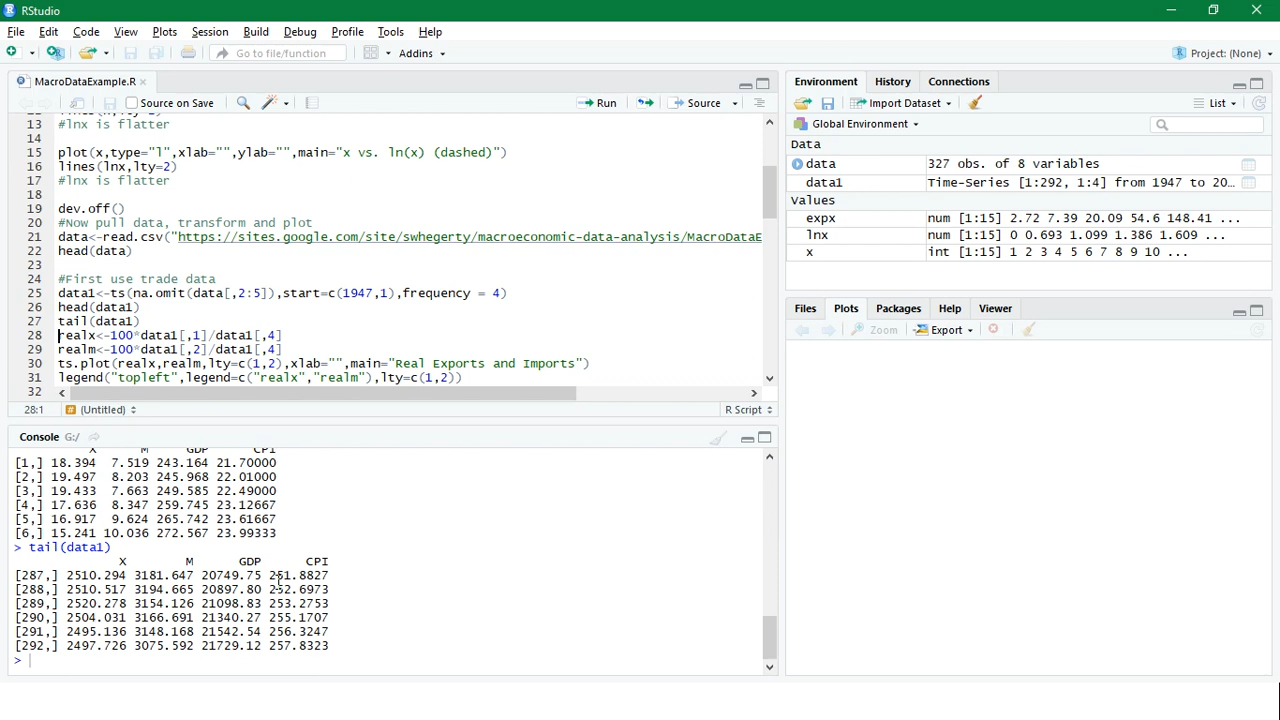 RStudio
File Edit Code View Plots Session Build Debug Profile Tools Help
Go to file/function Addins Project: (None)
MacroDataExample.R
Source on Save Run Source
13 #lnx is flatter
14
15 plot(x,type="l",xlab="",ylab="",main="x vs. ln(x) (dashed)")
16 lines(lnx,lty=2)
17 #lnx is flatter
18
19 dev.off()
20 #Now pull data, transform and plot
21 data<-read.csv("https://sites.google.com/site/swhegerty/macroeconomic-data-analysis/MacroDataE
22 head(data)
23
24 #First use trade data
25 data1<-ts(na.omit(data[,2:5]),start=c(1947,1),frequency = 4)
26 head(data1)
27 tail(data1)
28 realx<-100*data1[,1]/data1[,4]
29 realm<-100*data1[,2]/data1[,4]
30 ts.plot(realx,realm,lty=c(1,2),xlab="",main="Real Exports and Imports")
31 legend("topleft",legend=c("realx","realm"),lty=c(1,2))
32
28:1 (Untitled) R Script
Console G:/
X M GDP CPI
[1,] 18.394 7.519 243.164 21.70000
[2,] 19.497 8.203 245.968 22.01000
[3,] 19.433 7.663 249.585 22.49000
[4,] 17.636 8.347 259.745 23.12667
[5,] 16.917 9.624 265.742 23.61667
[6,] 15.241 10.036 272.567 23.99333
> tail(data1)
X M GDP CPI
[287,] 2510.294 3181.647 20749.75 251.8827
[288,] 2510.517 3194.665 20897.80 252.6973
[289,] 2520.278 3154.126 21098.83 253.2753
[290,] 2504.031 3166.691 21340.27 255.1707
[291,] 2495.136 3148.168 21542.54 256.3247
[292,] 2497.726 3075.592 21729.12 257.8323
>
Environment History Connections
Import Dataset List
Global Environment
Data
data 327 obs. of 8 variables
data1 Time-Series [1:292, 1:4] from 1947 to 20…
Values
expx num [1:15] 2.72 7.39 20.09 54.6 148.41 ...
lnx num [1:15] 0 0.693 1.099 1.386 1.609 ...
x int [1:15] 1 2 3 4 5 6 7 8 9 10 ...
Files Plots Packages Help Viewer
Zoom Export